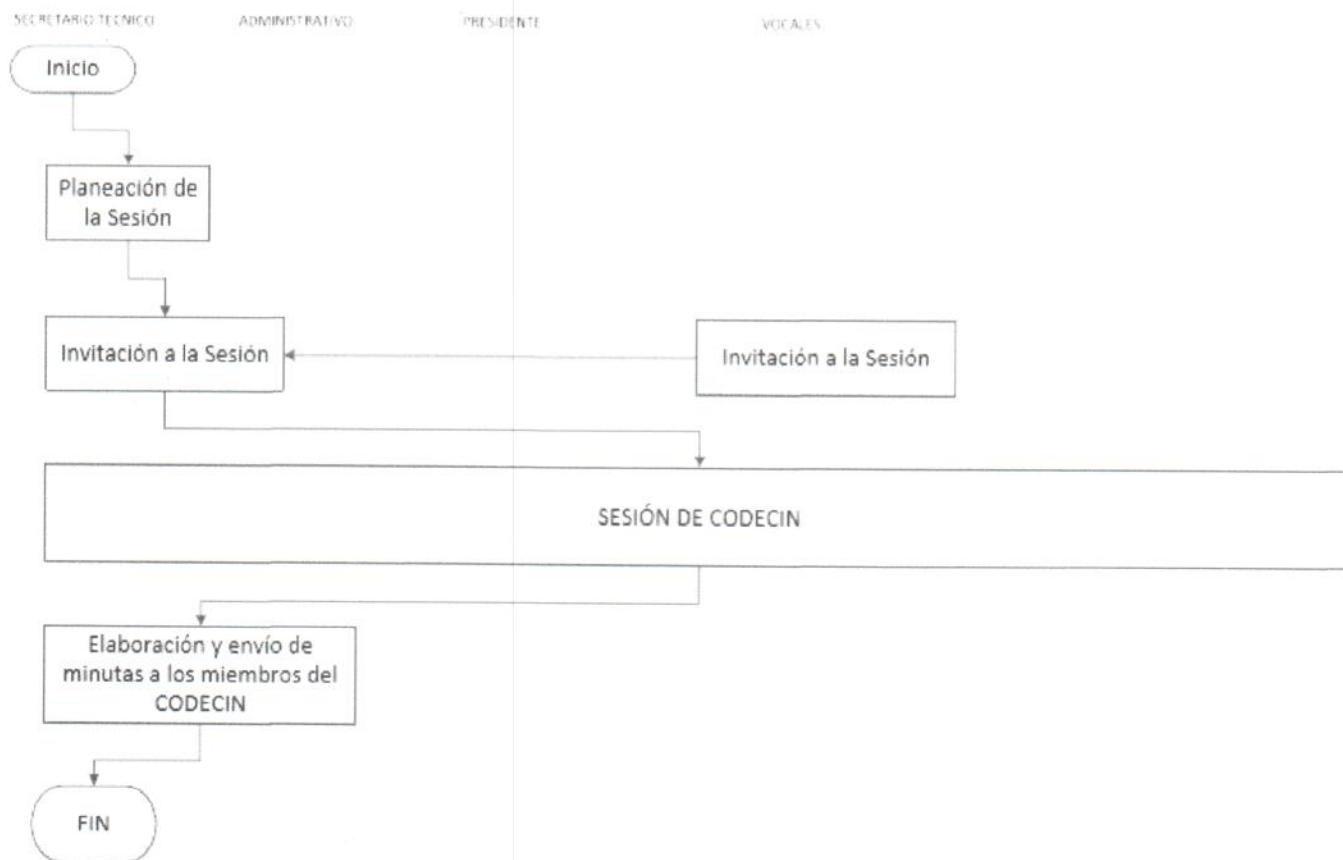 SECRETARIO TECNICO ADMINISTRATIVO PRESIDENTE VOCALES
Inicio
Planeación de
la Sesión
Invitación a la Sesión
Invitación a la Sesión
SESIÓN DE CODECIN
Elaboración y envío de
minutas a los miembros del
CODECIN
FIN